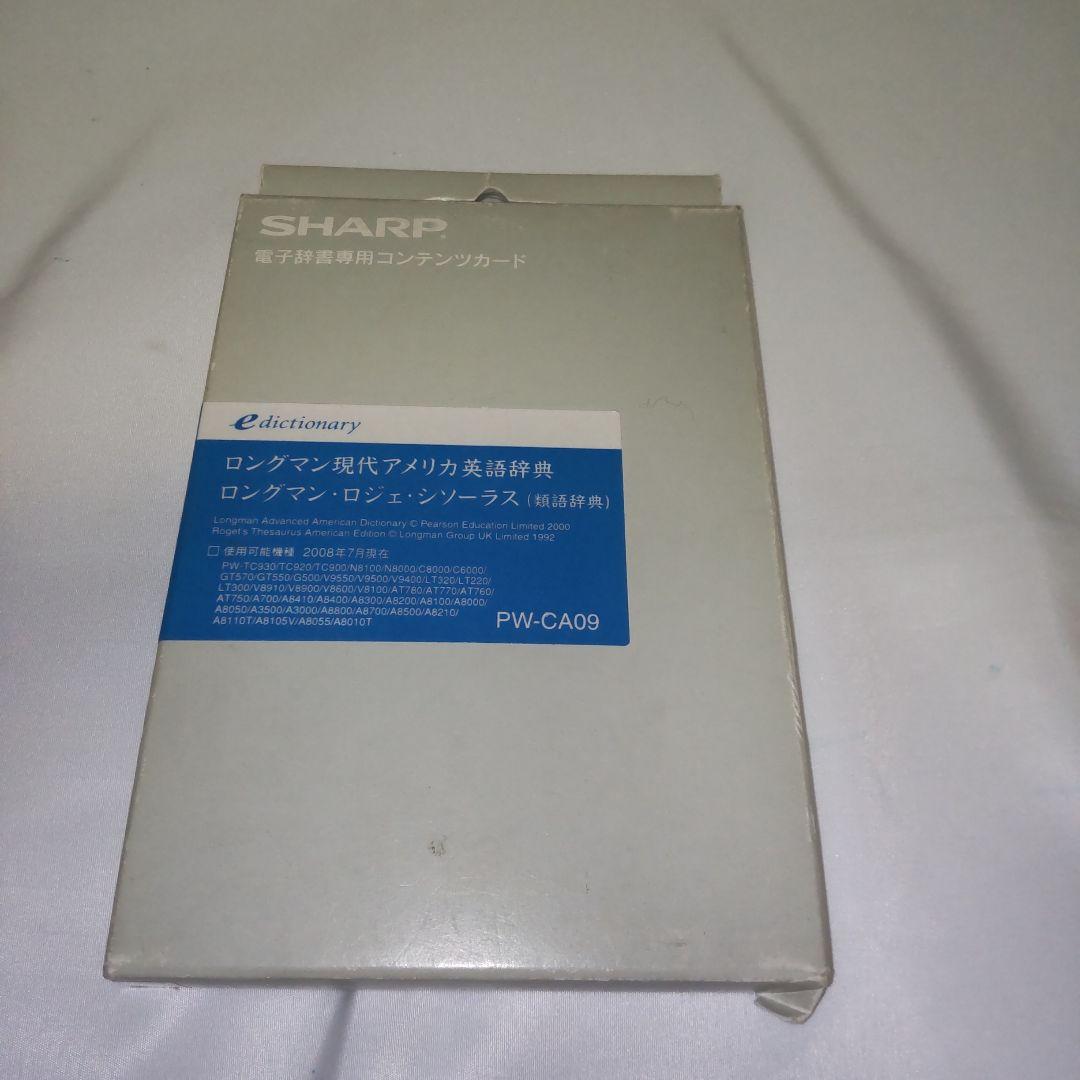 SHARP
電子辞書専用コンテンツカード
e dictionary
ロングマン現代アメリカ英語辞典
ロングマン・ロジェ・シソーラス(類語辞典)
Longman Advanced American Dictionary © Pearson Education Limited 2000
Roget's Thesaurus American Edition © Longman Group UK Limited 1992
□ 使用可能機種 2008年7月現在
PW-TC930/TC920/TC900/N8100/N8000/C8000/C6000/
GT570/GT550/G500/V9550/V9500/V9400/LT320/LT220/
LT300/V8910/V8900/V8600/V8100/AT780/AT770/AT760/
AT750/A700/A8410/A8400/A8300/A8200/A8100/A8000/
A8050/A3500/A3000/A8800/A8700/A8500/A8210/
A8110T/A8105V/A8055/A8010T
PW-CA09